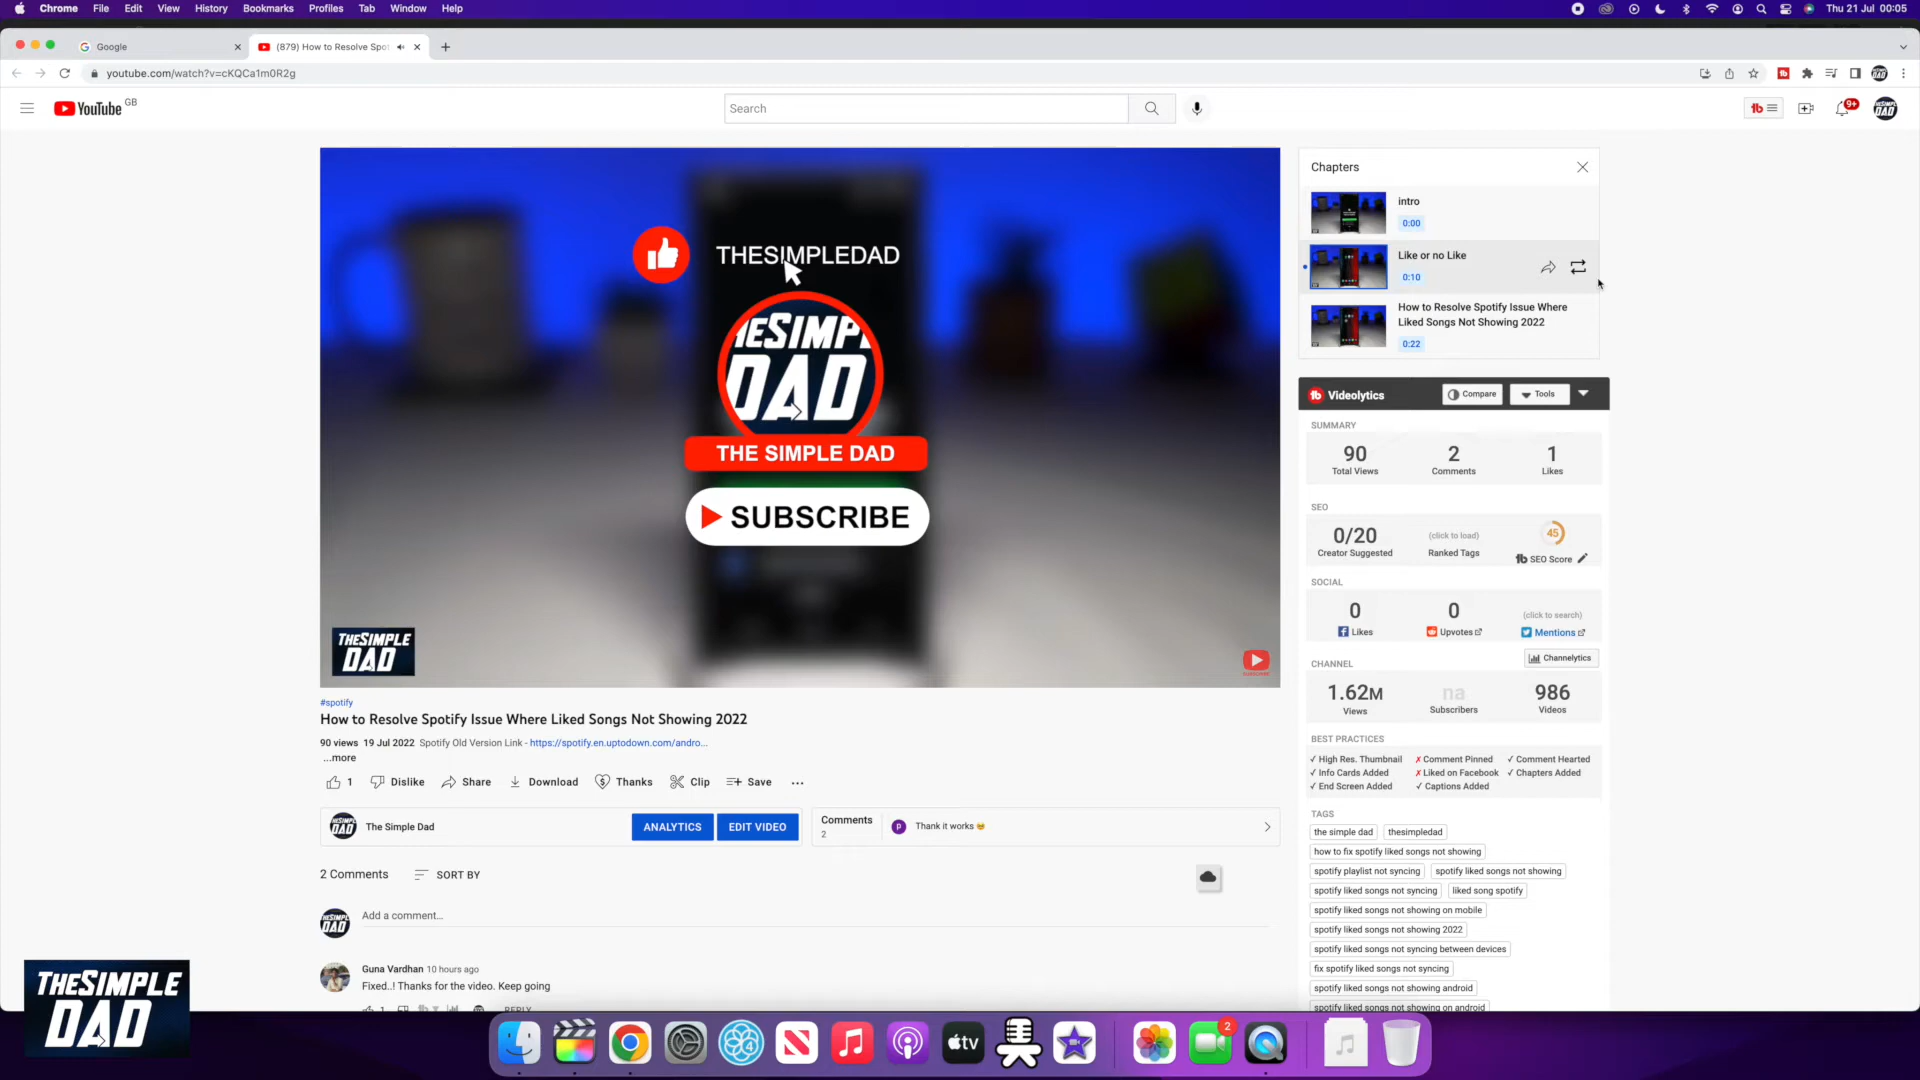 Chrome File Edit View History Bookmarks Profiles Tab Window Help Thu 21 Jul 00:05
Google (879) How to Resolve Spot
youtube.com/watch?v=cKQCa1m0R2g
YouTube GB Search 9+
Chapters
intro
0:00
Like or no Like
0:10
How to Resolve Spotify Issue Where
Liked Songs Not Showing 2022
0:22
THESIMPLEDAD
HESIMPL
DAD
THE SIMPLE DAD
SUBSCRIBE
THESIMPLE
DAD
#spotify
How to Resolve Spotify Issue Where Liked Songs Not Showing 2022
90 views 19 Jul 2022 Spotify Old Version Link - https://spotify.en.uptodown.com/andro...
...more
1 Dislike Share Download Thanks Clip Save
The Simple Dad ANALYTICS EDIT VIDEO
Comments
2
Thank it works
2 Comments SORT BY
Add a comment...
Guna Vardhan 10 hours ago
Fixed..! Thanks for the video. Keep going
1 REPLY
Videolytics Compare Tools
SUMMARY
90 2 1
Total Views Comments Likes
SEO
0/20 (click to load) 45
Creator Suggested Ranked Tags SEO Score
SOCIAL
0 0 (click to search)
Likes Upvotes Mentions
CHANNEL Channelytics
1.62M na 986
Views Subscribers Videos
BEST PRACTICES
✓ High Res. Thumbnail ✗ Comment Pinned ✓ Comment Hearted
✓ Info Cards Added ✗ Liked on Facebook ✓ Chapters Added
✓ End Screen Added ✓ Captions Added
TAGS
the simple dad thesimpledad
how to fix spotify liked songs not showing
spotify playlist not syncing spotify liked songs not showing
spotify liked songs not syncing liked song spotify
spotify liked songs not showing on mobile
spotify liked songs not showing 2022
spotify liked songs not syncing between devices
fix spotify liked songs not syncing
spotify liked songs not showing android
spotify liked songs not showing on android
THESIMPLE
DAD
tv 2